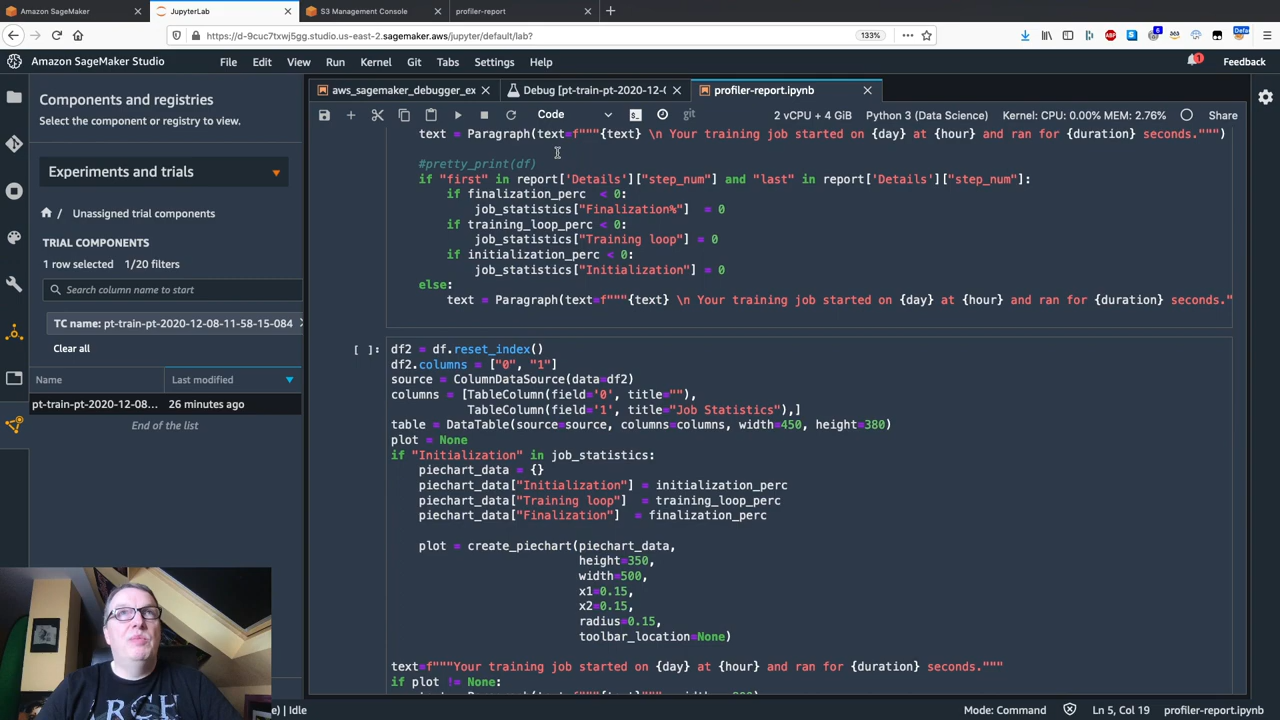 Amazon SageMaker
JupyterLab
S3 Management Console
profiler-report
https://d-9cuc7txwj5gg.studio.us-east-2.sagemaker.aws/jupyter/default/lab?
133%
Amazon SageMaker Studio
File Edit View Run Kernel Git Tabs Settings Help
1
Feedback
Components and registries
Select the component or registry to view.
Experiments and trials
/ Unassigned trial components
TRIAL COMPONENTS
1 row selected 1/20 filters
Search column name to start
TC name: pt-train-pt-2020-12-08-11-58-15-084
Clear all
Name Last modified
pt-train-pt-2020-12-08... 26 minutes ago
End of the list
aws_sagemaker_debugger_ex
Debug [pt-train-pt-2020-12-(
profiler-report.ipynb
Code
git
2 vCPU + 4 GiB
Python 3 (Data Science)
Kernel: CPU: 0.00% MEM: 2.76%
Share
text = Paragraph(text=f"""{text} \n Your training job started on {day} at {hour} and ran for {duration} seconds.""")
#pretty_print(df)
if "first" in report['Details']["step_num"] and "last" in report['Details']["step_num"]:
if finalization_perc < 0:
job_statistics["Finalization%"] = 0
if training_loop_perc < 0:
job_statistics["Training loop"] = 0
if initialization_perc < 0:
job_statistics["Initialization"] = 0
else:
text = Paragraph(text=f"""{text} \n Your training job started on {day} at {hour} and ran for {duration} seconds."
[ ]:
df2 = df.reset_index()
df2.columns = ["0", "1"]
source = ColumnDataSource(data=df2)
columns = [TableColumn(field='0', title=""),
TableColumn(field='1', title="Job Statistics"),]
table = DataTable(source=source, columns=columns, width=450, height=380)
plot = None
if "Initialization" in job_statistics:
piechart_data = {}
piechart_data["Initialization"] = initialization_perc
piechart_data["Training loop"] = training_loop_perc
piechart_data["Finalization"] = finalization_perc
plot = create_piechart(piechart_data,
height=350,
width=500,
x1=0.15,
x2=0.15,
radius=0.15,
toolbar_location=None)
text=f"""Your training job started on {day} at {hour} and ran for {duration} seconds."""
if plot != None:
) | Idle
Mode: Command
Ln 5, Col 19
profiler-report.ipynb